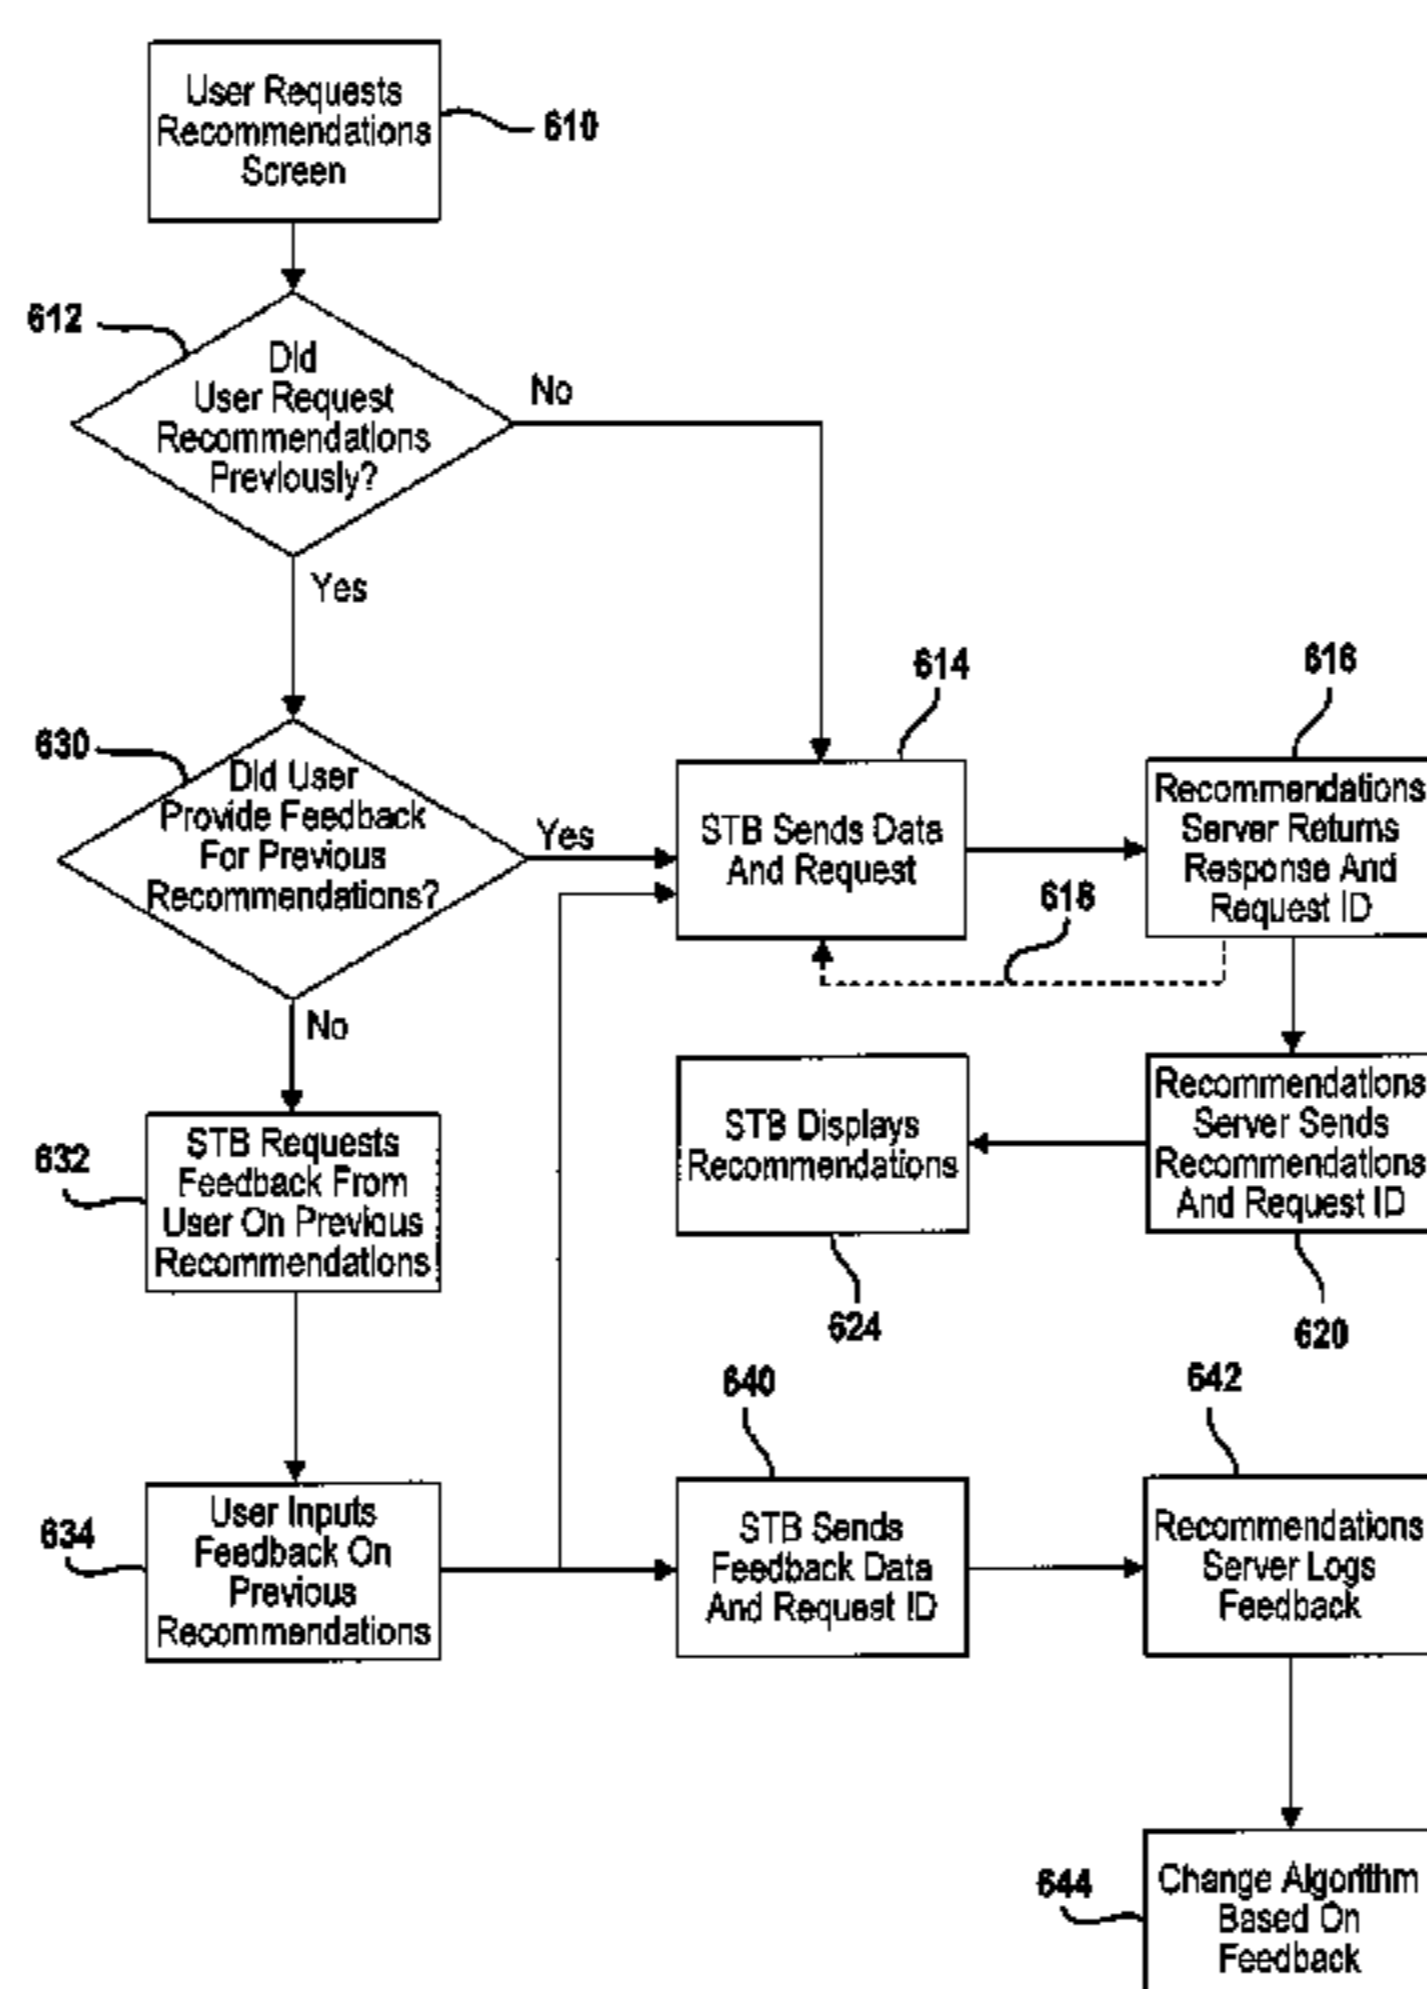 User Requests
Recommendations
Screen
610
612
Did
User Request
Recommendations
Previously?
No
Yes
614
616
630
Did User
Provide Feedback
For Previous
Recommendations?
Yes
STB Sends Data
And Request
Recommendations
Server Returns
Response And
Request ID
618
No
STB Displays
Recommendations
Recommendations
Server Sends
Recommendations
And Request ID
632
STB Requests
Feedback From
User On Previous
Recommendations
624
620
640
642
634
User Inputs
Feedback On
Previous
Recommendations
STB Sends
Feedback Data
And Request ID
Recommendations
Server Logs
Feedback
644
Change Algorithm
Based On
Feedback